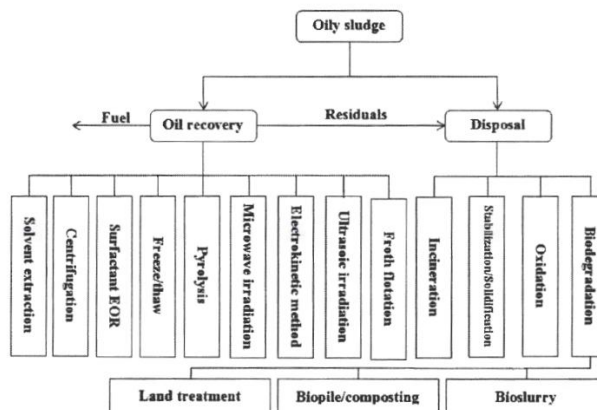 Oily sludge
Fuel
Oil recovery
Residuals
Disposal
Solvent extraction
Centrifugation
Surfactant EOR
Freeze/thaw
Pyrolysis
Microwave irradiation
Electrokinetic method
Ultrasoic irradiation
Froth flotation
Incineration
Stabilization/Solidification
Oxidation
Biodegradation
Land treatment
Biopile/composting
Bioslurry